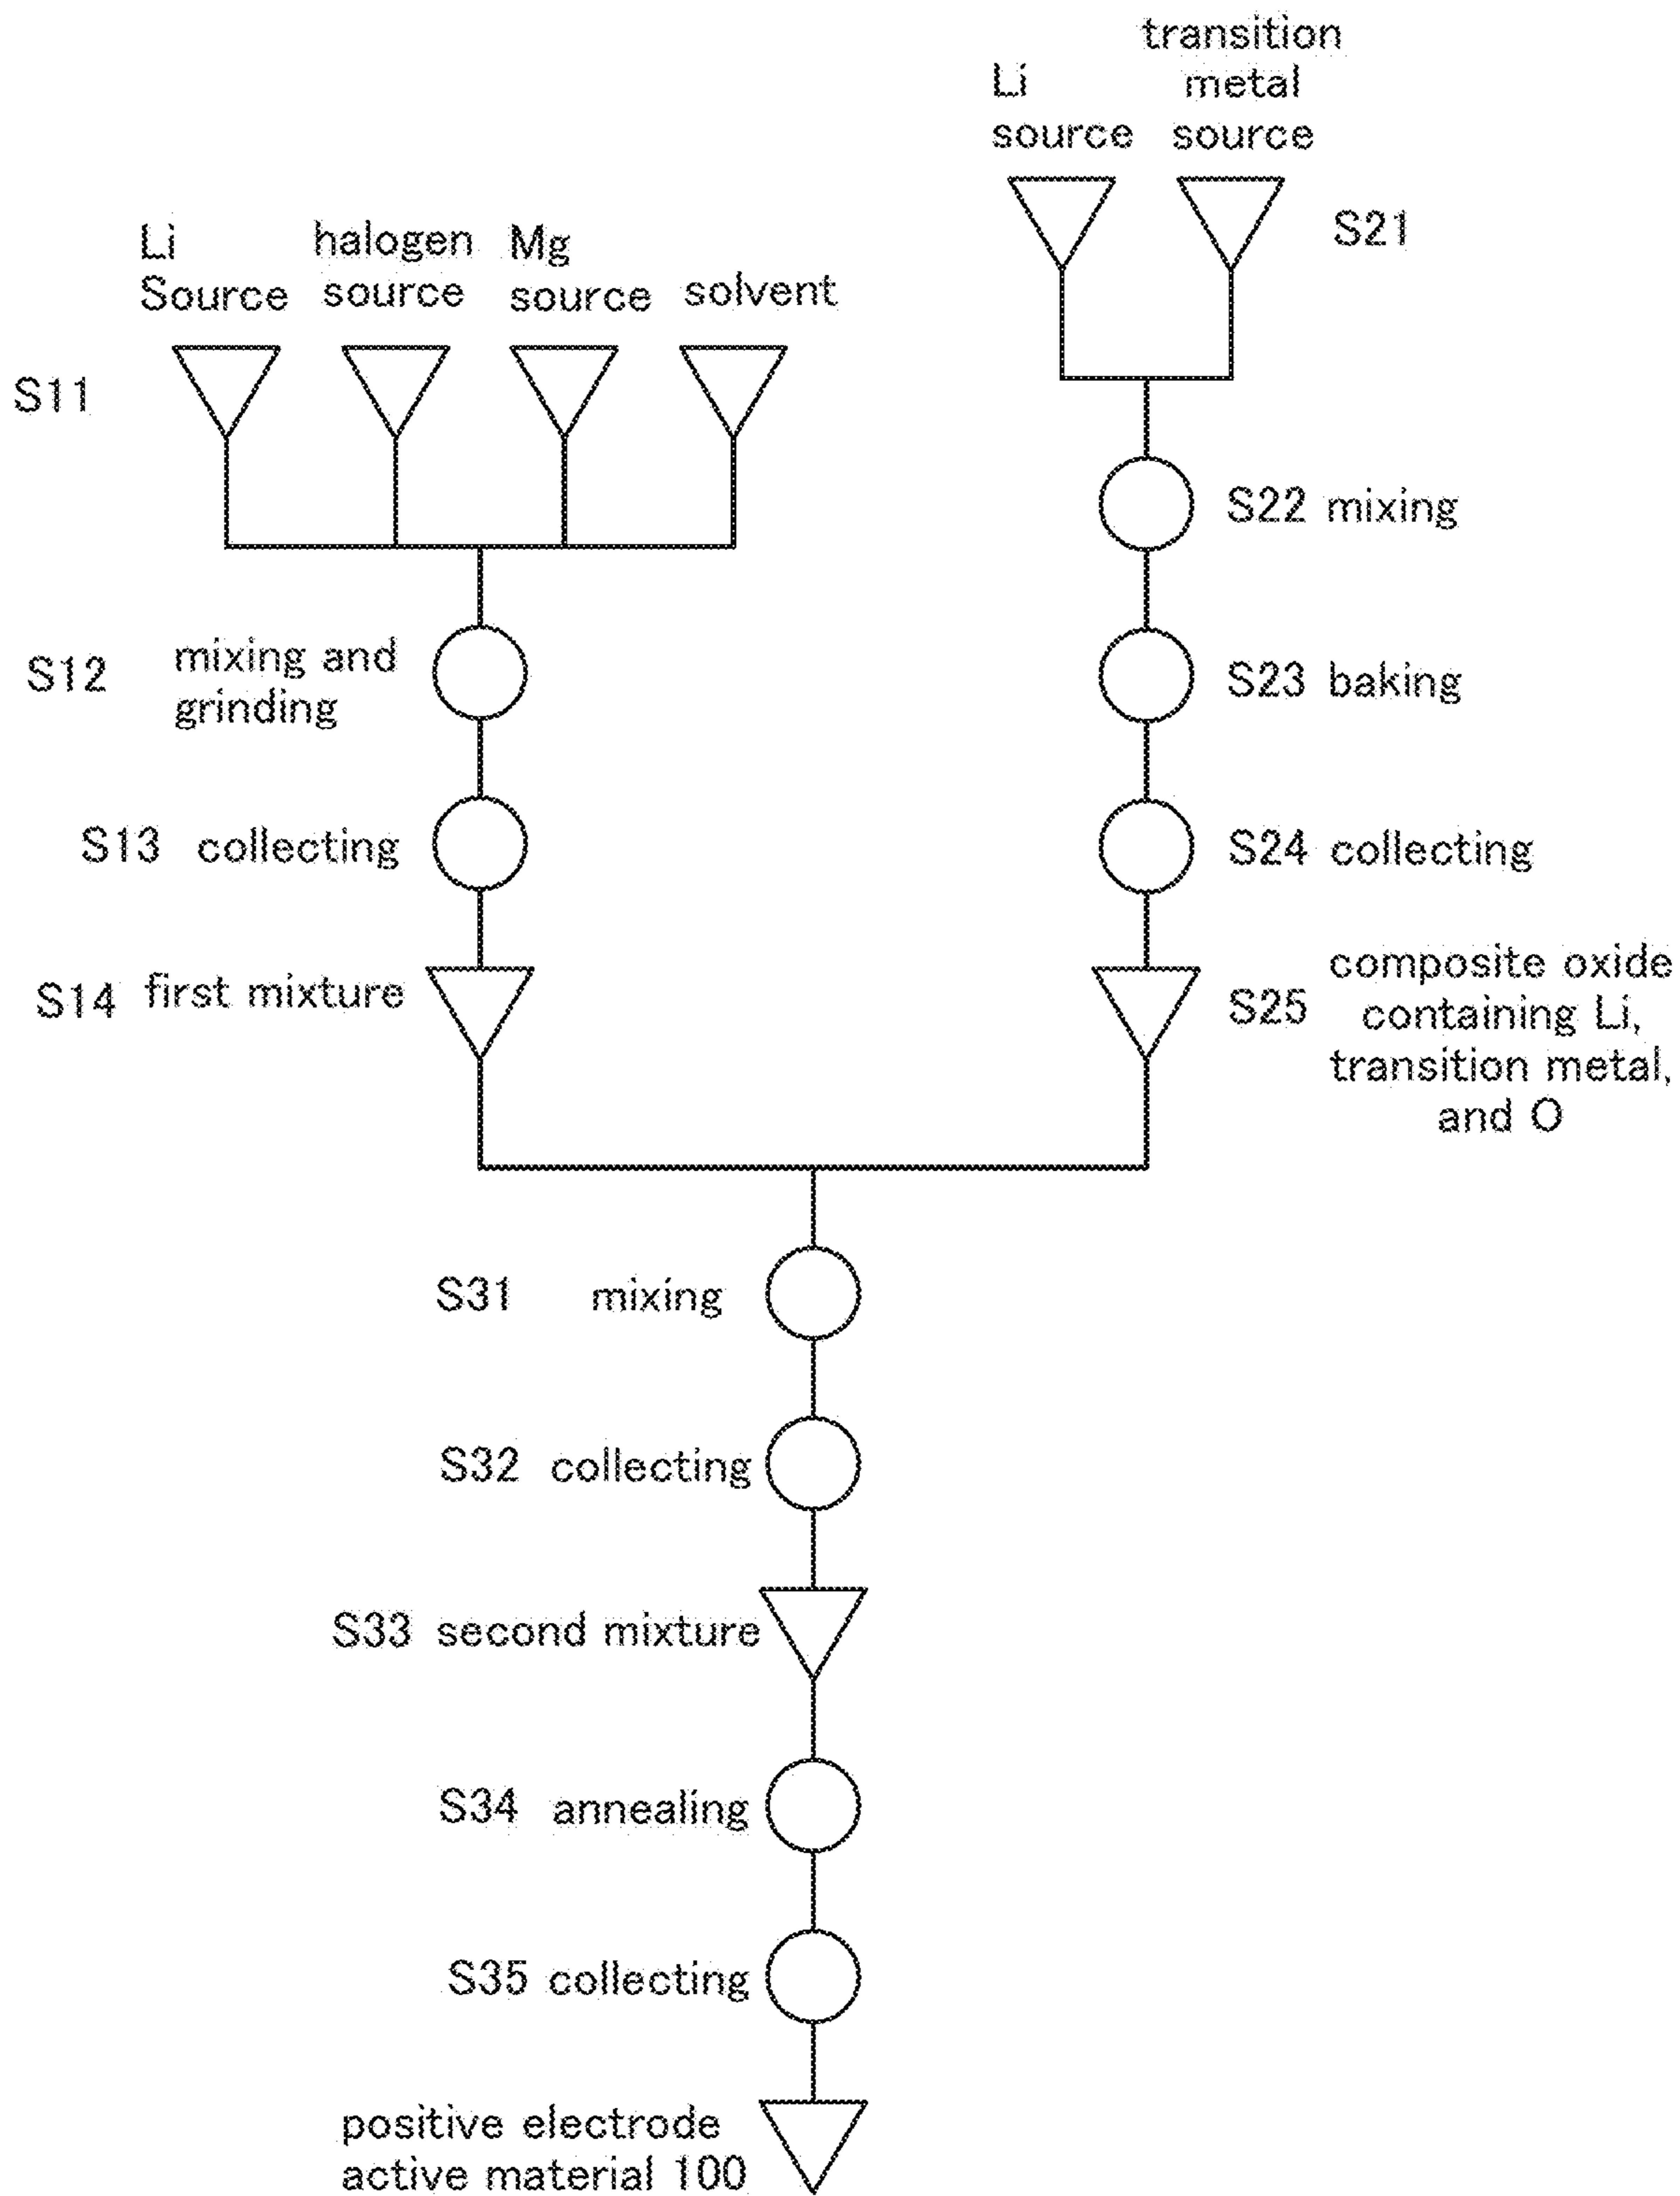 transition
Li metal
source source
S21
Li halogen Mg
Source source source solvent
S11
S22 mixing
S12 mixing and
grinding
S23 baking
S13 collecting
S24 collecting
S14 first mixture
S25 composite oxide
containing Li,
transition metal,
and O
S31 mixing
S32 collecting
S33 second mixture
S34 annealing
S35 collecting
positive electrode
active material 100